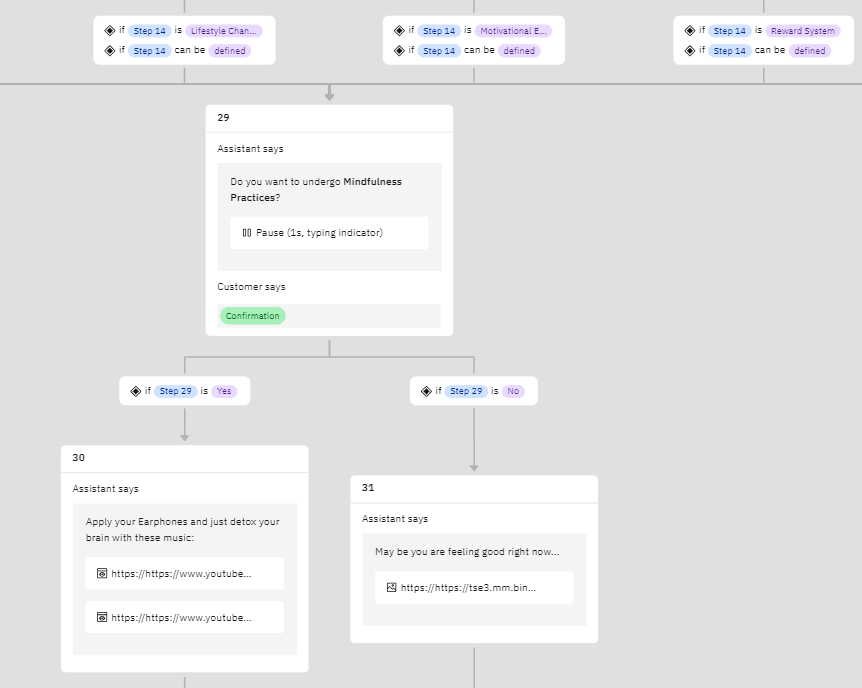 if Step 14 is Lifestyle Chan...
if Step 14 can be defined
if Step 14 is Motivational E...
if Step 14 can be defined
if Step 14 is Reward System
if Step 14 can be defined
29
Assistant says
Do you want to undergo Mindfulness
Practices?
Pause (1s, typing indicator)
Customer says
Confirmation
if Step 29 is Yes
if Step 29 is No
30
Assistant says
Apply your Earphones and just detox your
brain with these music:
https://https://www.youtube...
https://https://www.youtube...
31
Assistant says
May be you are feeling good right now...
https://https://tse3.mm.bin...